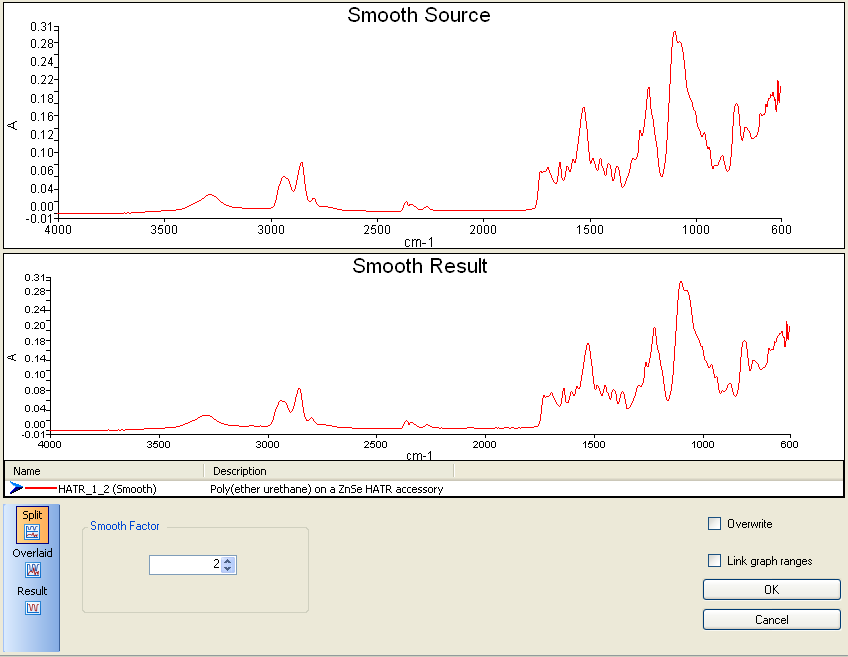 Smooth Source
0.31
0.28
0.24
0.22
0.18
0.16
0.12
0.10
0.06
0.04
0.00
-0.01
A
4000 3500 3000 2500 2000 1500 1000 600
cm-1
Smooth Result
0.31
0.28
0.24
0.20
0.18
0.14
0.10
0.08
0.04
0.00
-0.01
A
4000 3500 3000 2500 2000 1500 1000 600
cm-1
Name Description
HATR_1_2 (Smooth) Poly(ether urethane) on a ZnSe HATR accessory
Split
Overlaid
Result
Smooth Factor
2
Overwrite
Link graph ranges
OK
Cancel